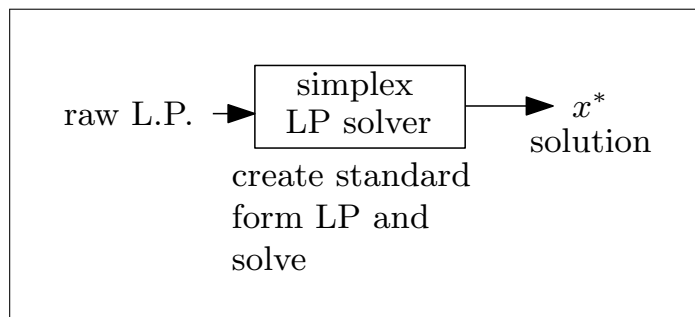 raw L.P.
simplex
LP solver
x*
solution
create standard
form LP and
solve